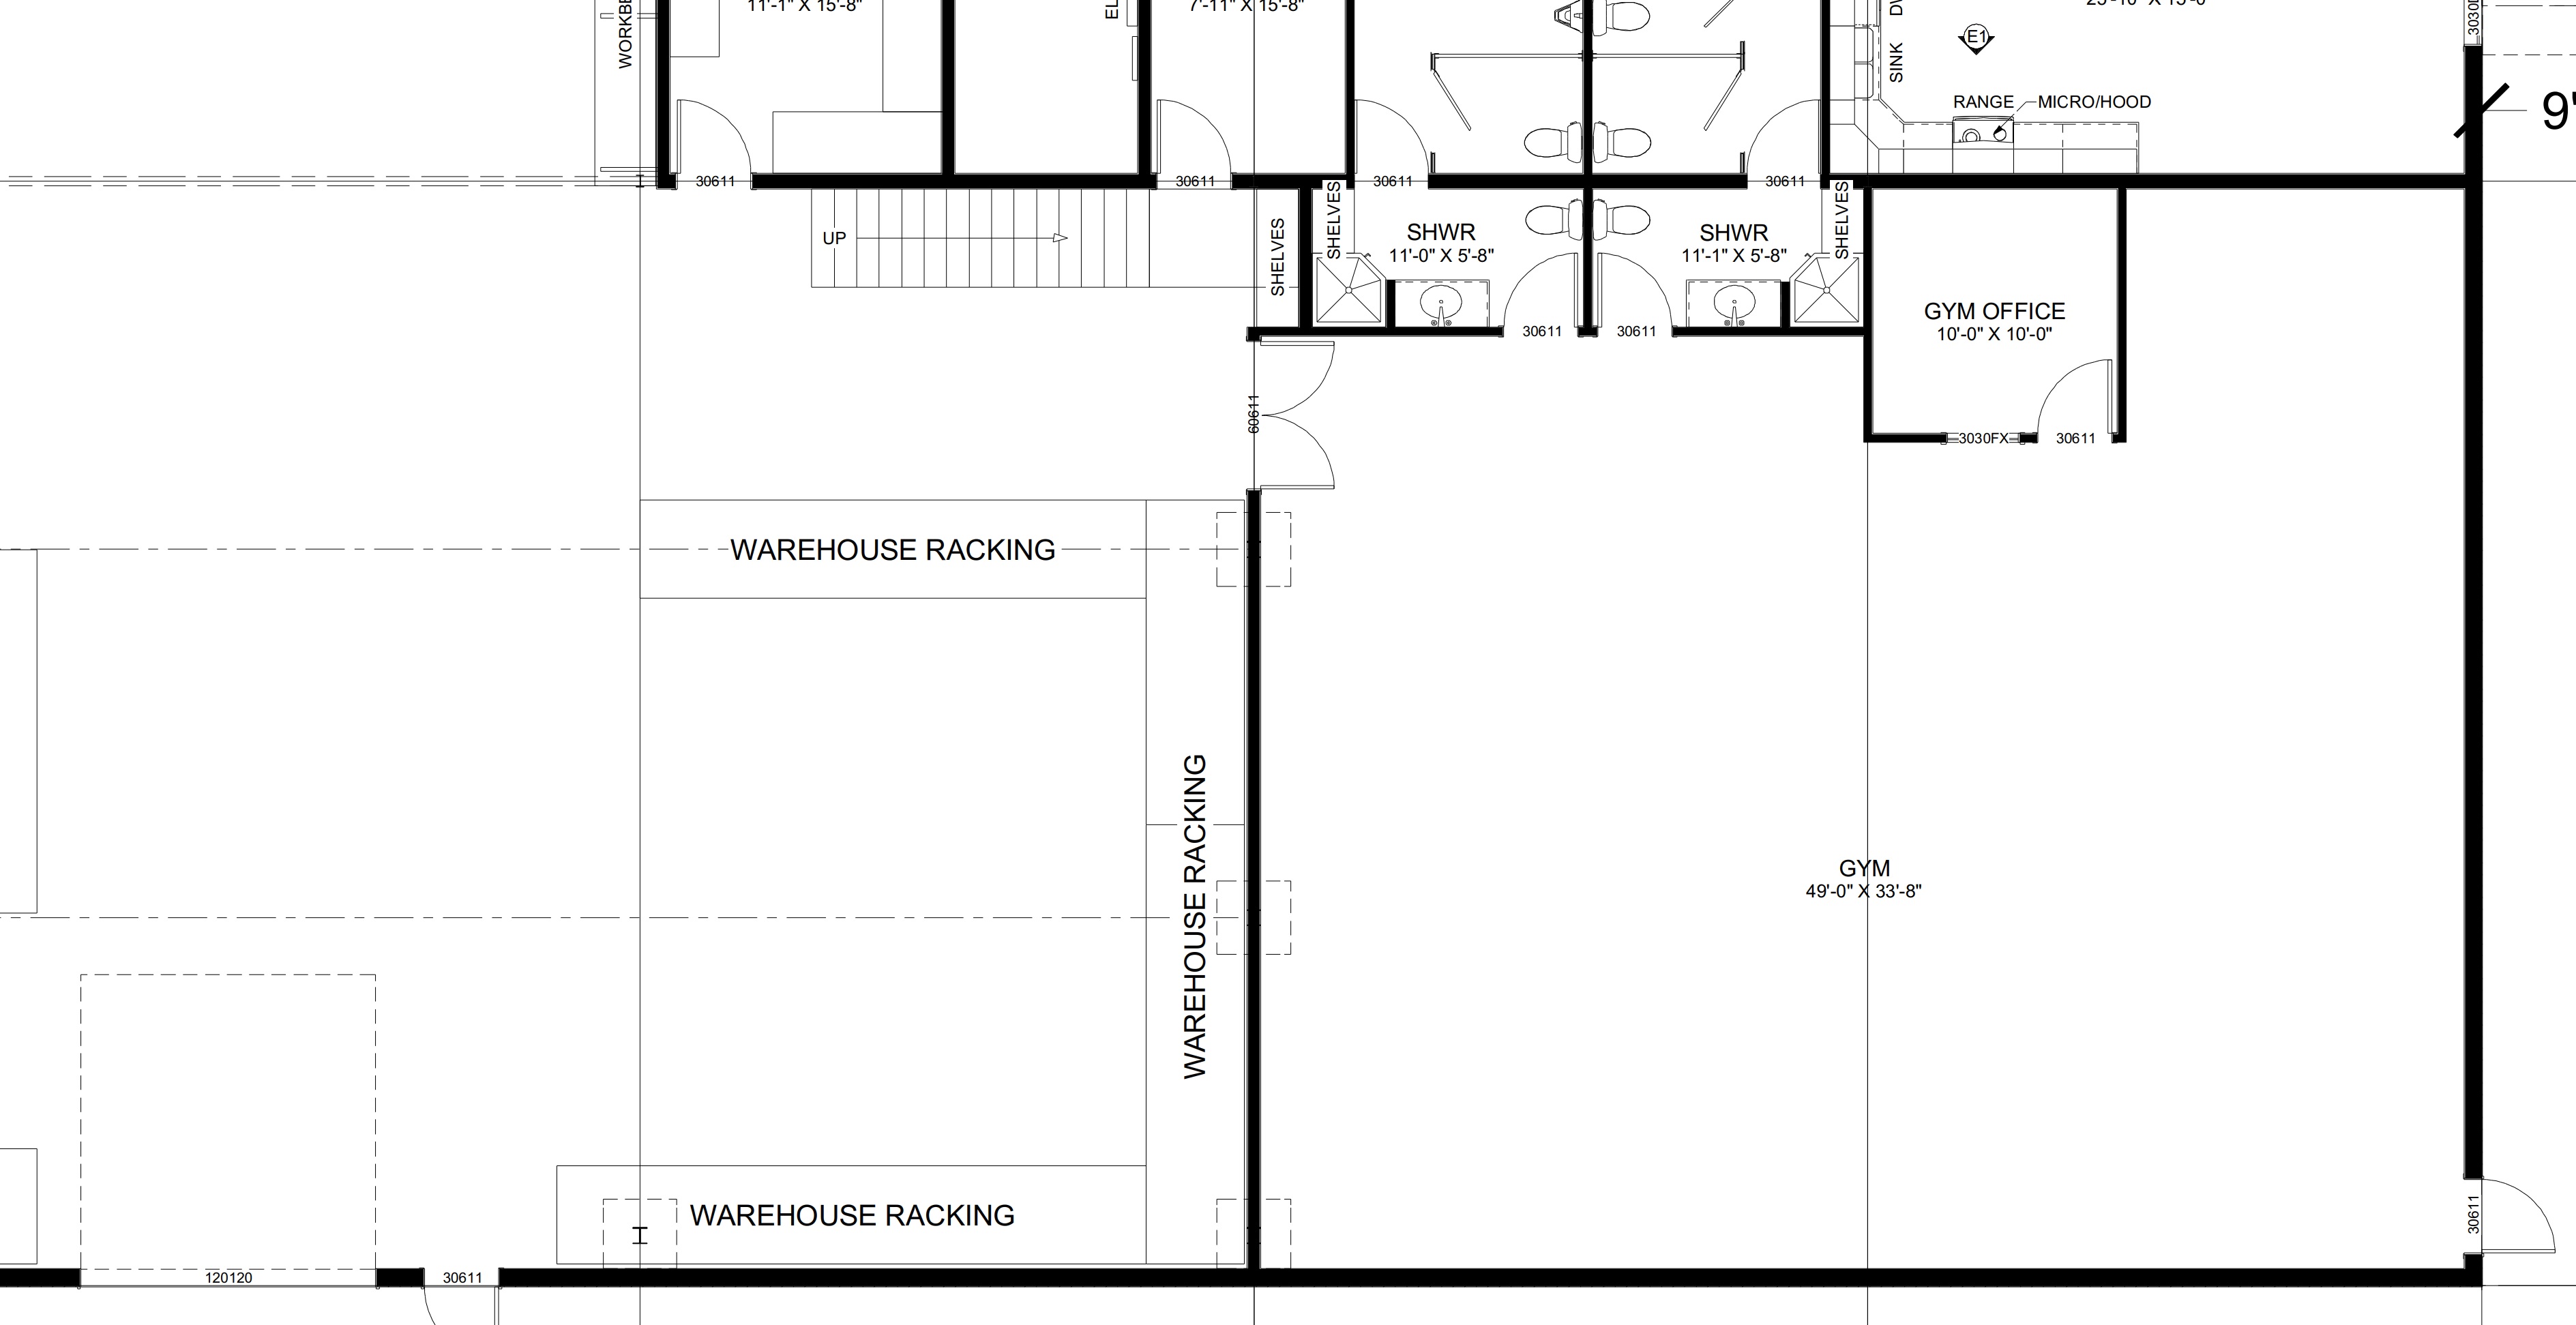 120120
30611
WORKBE
30611
11'-1" X 15'-8"
WAREHOUSE RACKING
WAREHOUSE RACKING
UP
EL
WAREHOUSE RACKING
30611
7'-11" X 15'-8"
60611
SHELVES
SHELVES
30611
SHWR
11'-0" X 5'-8"
30611
30611
SHWR
11'-1" X 5'-8"
30611
SHELVES
GYM
49'-0" X 33'-8"
SINK
DW
GYM OFFICE
10'-0" X 10'-0"
3030FX
30611
RANGE
MICRO/HOOD
E1
30611
3030